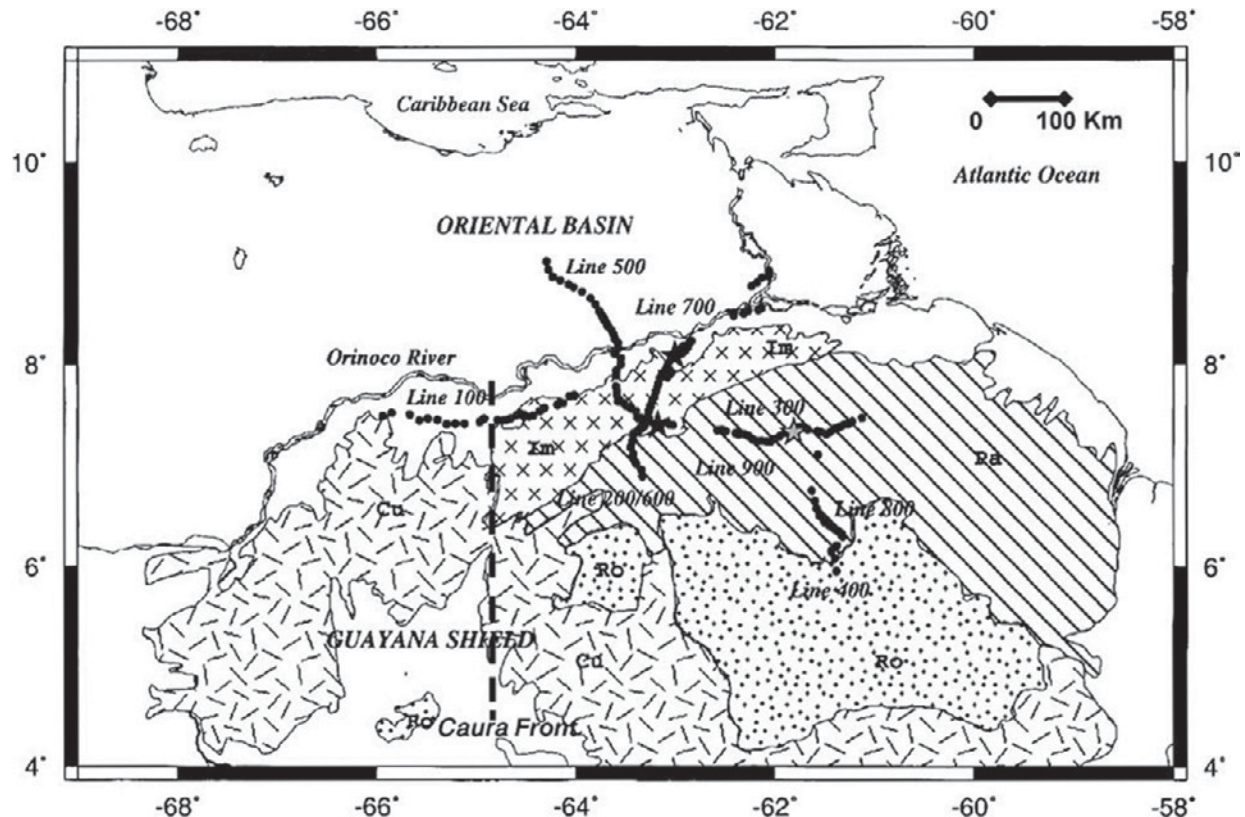 -68° -66° -64° -62° -60° -58°
Caribbean Sea
0 100 Km
10° 10°
Atlantic Ocean
ORIENTAL BASIN
Line 500
Line 700
Im
Orinoco River
8° 8°
Line 100
Line 300
Im
Line 900
Pa
Line 200/600
Cu
Line 800
6° 6°
Ro
Line 400
GUAYANA SHIELD
Cu
Ro
Ro
Caura Front
4° 4°
-68° -66° -64° -62° -60° -58°